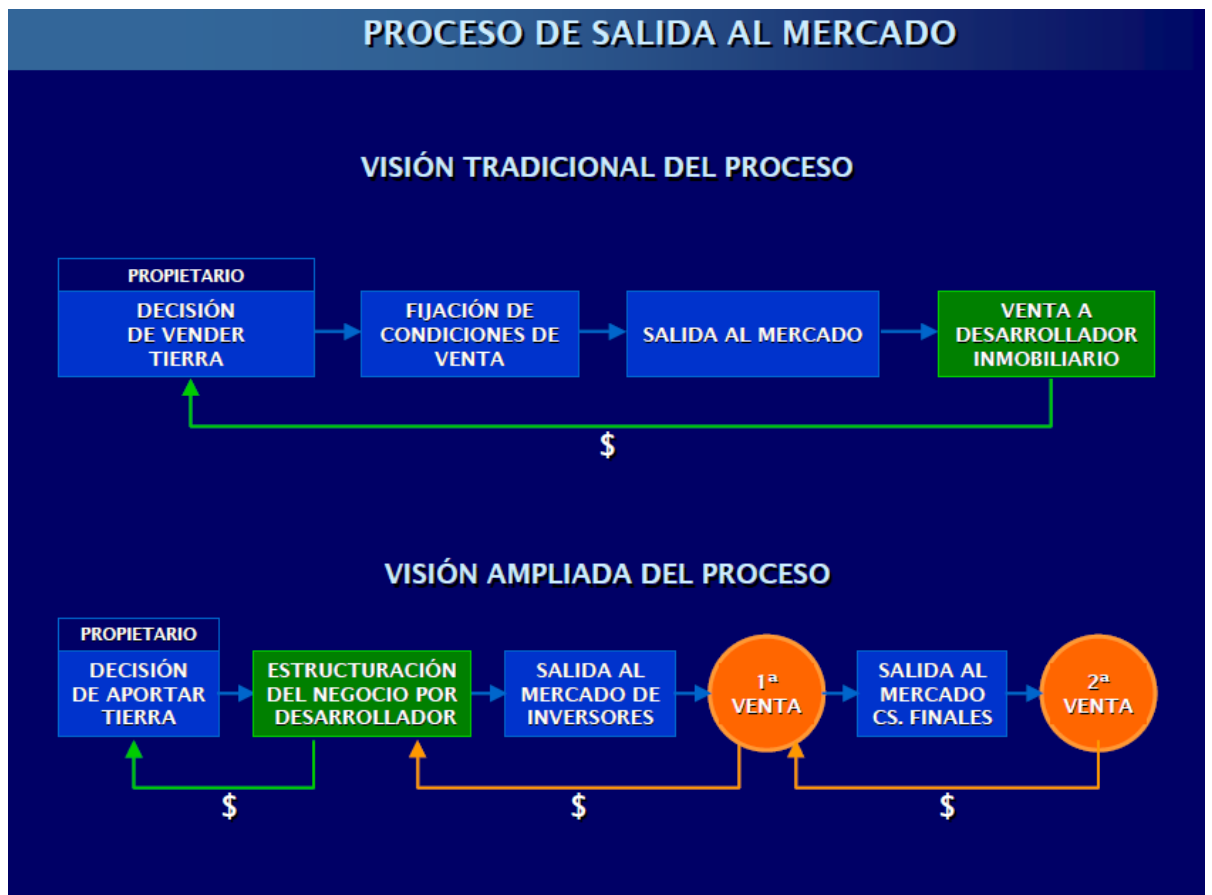 PROCESO DE SALIDA AL MERCADO
VISIÓN TRADICIONAL DEL PROCESO
PROPIETARIO
DECISIÓN
DE VENDER
TIERRA
FIJACIÓN DE
CONDICIONES DE
VENTA
SALIDA AL MERCADO
VENTA A
DESARROLLADOR
INMOBILIARIO
$
VISIÓN AMPLIADA DEL PROCESO
PROPIETARIO
DECISIÓN
DE APORTAR
TIERRA
ESTRUCTURACIÓN
DEL NEGOCIO POR
DESARROLLADOR
SALIDA AL
MERCADO DE
INVERSORES
1ª
VENTA
SALIDA AL
MERCADO
CS. FINALES
2ª
VENTA
$
$
$